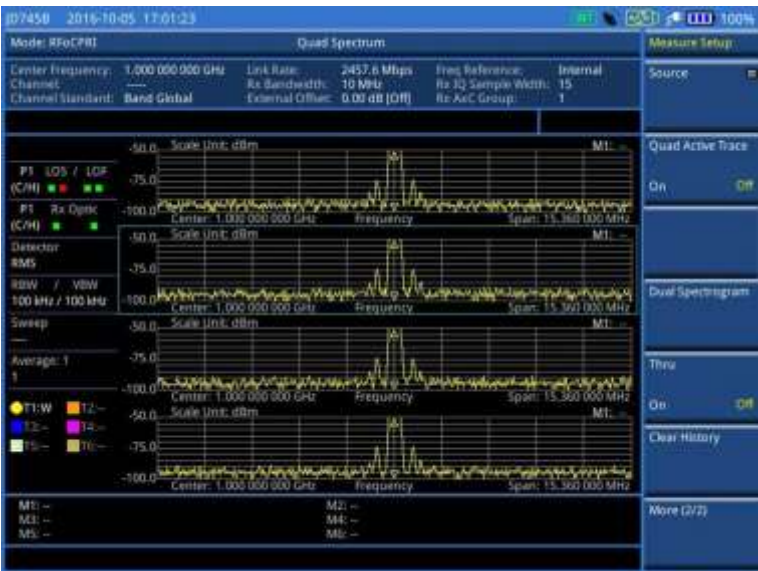 JD745B 2016-10-05 17:01:23 INT 100%
Mode: RFoCPRI Quad Spectrum Measure Setup
Center Frequency: 1.000 000 000 GHz Link Rate: 2457.6 Mbps Freq Reference: Internal
Channel: ---- Rx Bandwidth: 10 MHz Rx IQ Sample Width: 15
Channel Standard: Band Global External Offset: 0.00 dB [Off] Rx AxC Group: 1
Source
Quad Active Trace
On Off
Dual Spectrogram
Thru
On Off
Clear History
More (2/2)
P1 LOS / LOF
(C/H)
P1 Rx Optic
(C/H)
Detector
RMS
RBW / VBW
100 kHz / 100 kHz
Sweep
---
Average: 1
1
T1:W T2:--
T3:-- T4:--
T5:-- T6:--
-50.0 Scale Unit: dBm M1: --
-75.0
-100.0
Center: 1.000 000 000 GHz Frequency Span: 15.360 000 MHz
-50.0 Scale Unit: dBm M1: --
-75.0
-100.0
Center: 1.000 000 000 GHz Frequency Span: 15.360 000 MHz
-50.0 Scale Unit: dBm M1: --
-75.0
-100.0
Center: 1.000 000 000 GHz Frequency Span: 15.360 000 MHz
-50.0 Scale Unit: dBm M1: --
-75.0
-100.0
Center: 1.000 000 000 GHz Frequency Span: 15.360 000 MHz
M1: -- M2: --
M3: -- M4: --
M5: -- M6: --